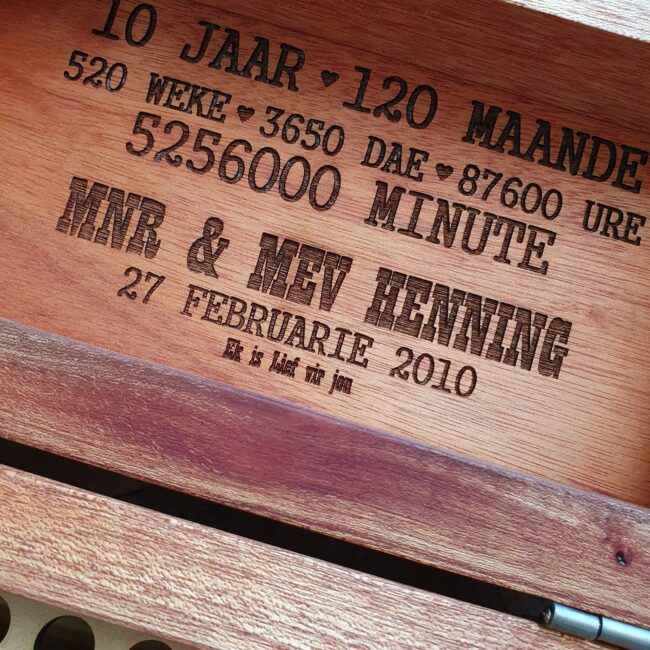 10 JAAR ♥ 120 MAANDE
520 WEKE ♥ 3650 DAE ♥ 87600 URE
5256000 MINUTE
MNR & MEV HENNING
27 FEBRUARIE 2010
Ek is Lief vir jou